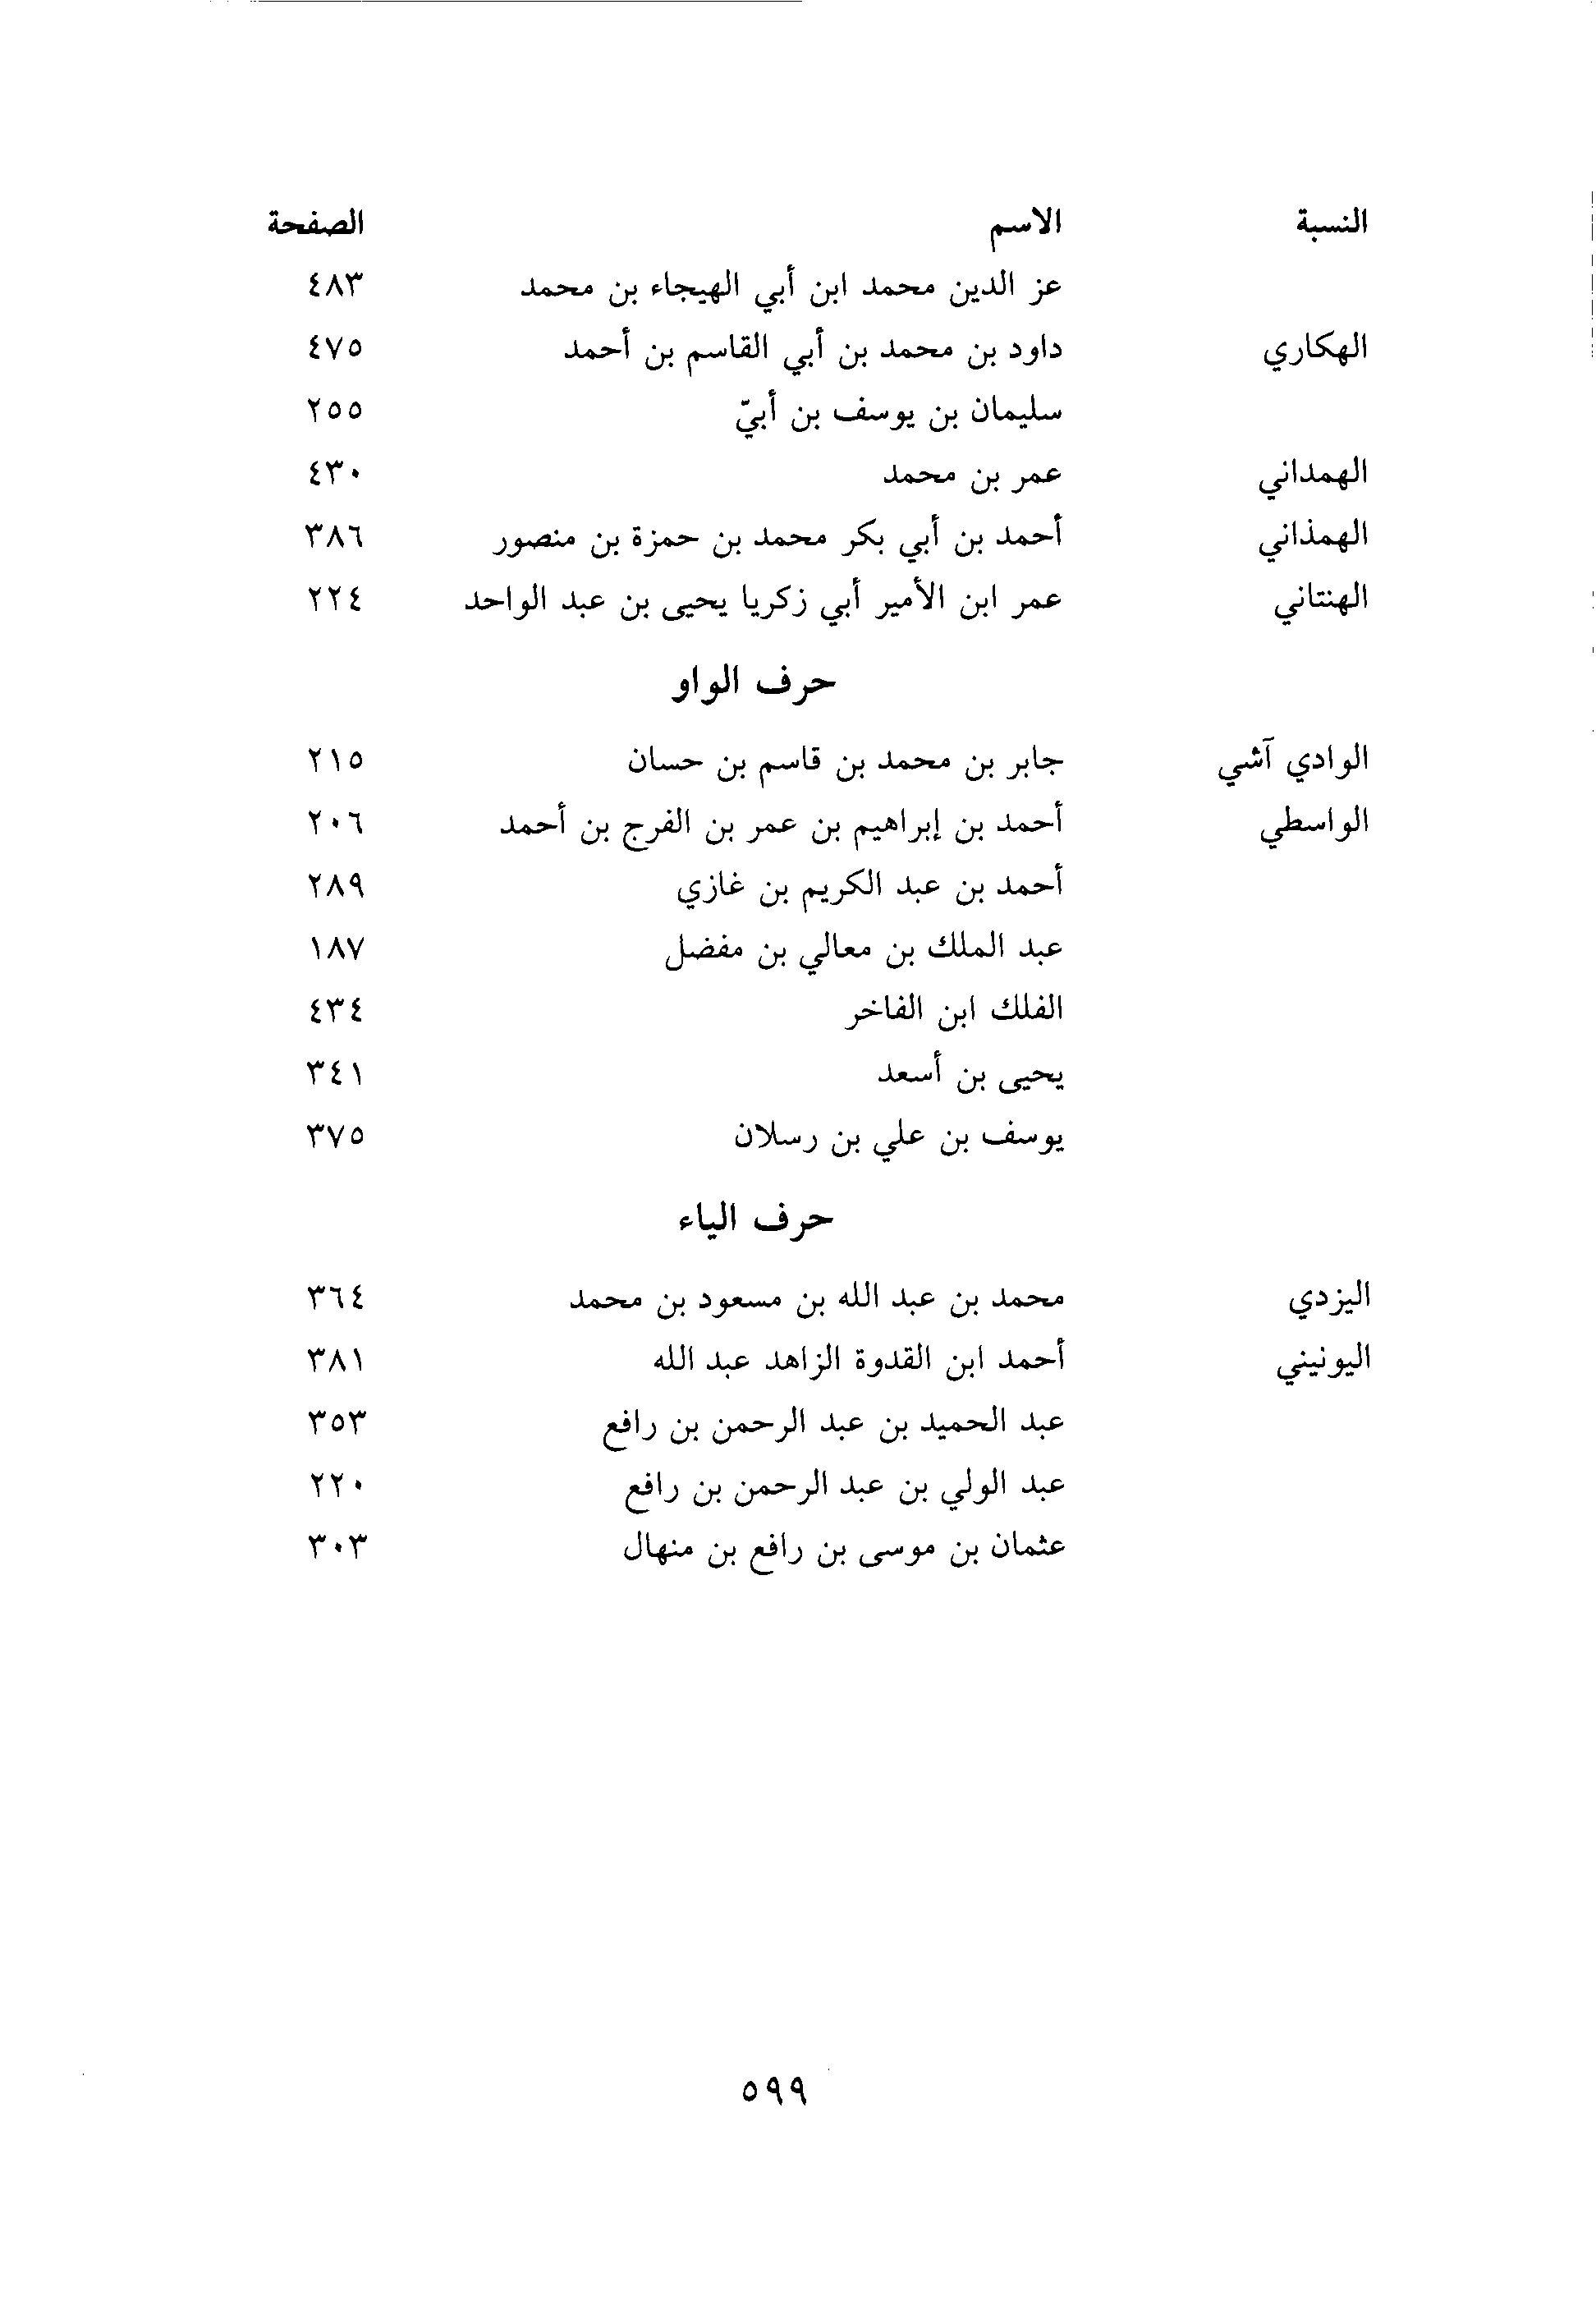 النسبة الاسم الصفحة
عز الدين محمد ابن أبي الهيجاء بن محمد ٤٨٣
الهكاري داود بن محمد بن أبي القاسم بن أحمد ٤٧٥
سليمان بن يوسف بن أبيّ ٢٥٥
الهمداني عمر بن محمد ٤٣٠
الهمذاني أحمد بن أبي بكر محمد بن حمزة بن منصور ٣٨٦
الهنتاني عمر ابن الأمير أبي زكريا يحيى بن عبد الواحد ٢٢٤
حرف الواو
الوادي آشي جابر بن محمد بن قاسم بن حسان ٢١٥
الواسطي أحمد بن إبراهيم بن عمر بن الفرج بن أحمد ٢٠٦
أحمد بن عبد الكريم بن غازي ٢٨٩
عبد الملك بن معالي بن مفضل ١٨٧
الفلك ابن الفاخر ٤٣٤
يحيى بن أسعد ٣٤١
يوسف بن علي بن رسلان ٣٧٥
حرف الياء
اليزدي محمد بن عبد الله بن مسعود بن محمد ٣٦٤
اليونيني أحمد ابن القدوة الزاهد عبد الله ٣٨١
عبد الحميد بن عبد الرحمن بن رافع ٣٥٣
عبد الولي بن عبد الرحمن بن رافع ٢٢٠
عثمان بن موسى بن رافع بن منهال ٣٠٣
٥٩٩